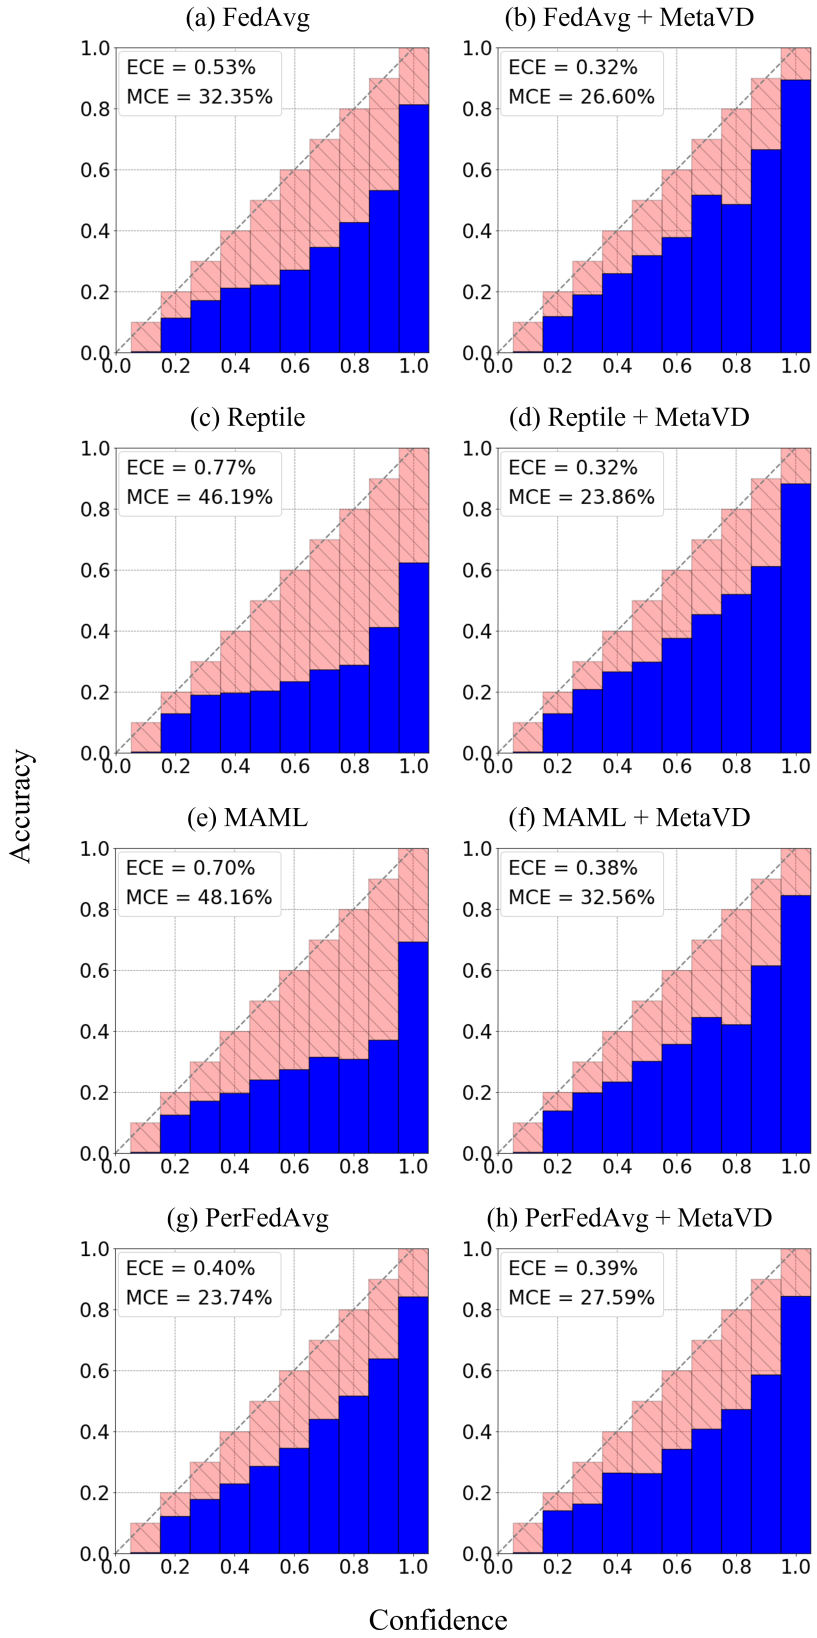 (a) FedAvg
(b) FedAvg + MetaVD
1.0
ECE = 0.53%
MCE = 32.35%
0.8
0.6
0.4
0.2
0.0
0.0 0.2 0.4 0.6 0.8 1.0
1.0
ECE = 0.32%
MCE = 26.60%
0.8
0.6
0.4
0.2
0.0
0.0 0.2 0.4 0.6 0.8 1.0
(c) Reptile
(d) Reptile + MetaVD
1.0
ECE = 0.77%
MCE = 46.19%
0.8
0.6
0.4
0.2
0.0
0.0 0.2 0.4 0.6 0.8 1.0
1.0
ECE = 0.32%
MCE = 23.86%
0.8
0.6
0.4
0.2
0.0
0.0 0.2 0.4 0.6 0.8 1.0
Accuracy
(e) MAML
(f) MAML + MetaVD
1.0
ECE = 0.70%
MCE = 48.16%
0.8
0.6
0.4
0.2
0.0
0.0 0.2 0.4 0.6 0.8 1.0
1.0
ECE = 0.38%
MCE = 32.56%
0.8
0.6
0.4
0.2
0.0
0.0 0.2 0.4 0.6 0.8 1.0
(g) PerFedAvg
(h) PerFedAvg + MetaVD
1.0
ECE = 0.40%
MCE = 23.74%
0.8
0.6
0.4
0.2
0.0
0.0 0.2 0.4 0.6 0.8 1.0
1.0
ECE = 0.39%
MCE = 27.59%
0.8
0.6
0.4
0.2
0.0
0.0 0.2 0.4 0.6 0.8 1.0
Confidence